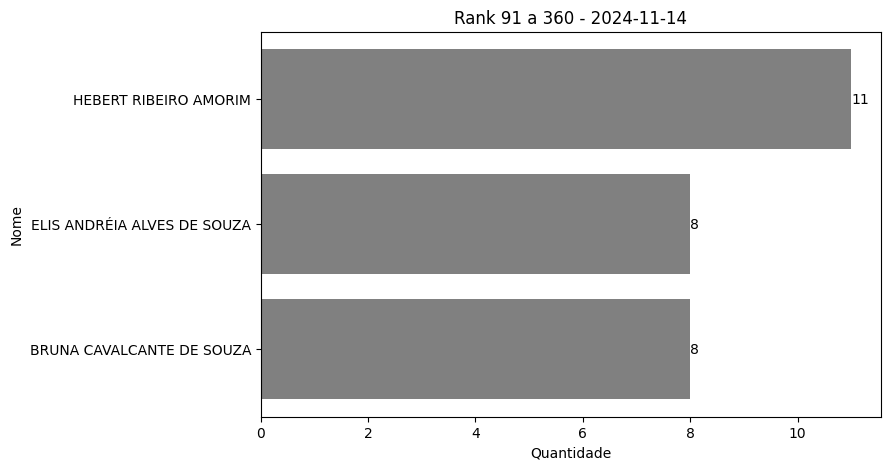 Rank 91 a 360 - 2024-11-14
HEBERT RIBEIRO AMORIM
11
ELIS ANDRÉIA ALVES DE SOUZA
8
BRUNA CAVALCANTE DE SOUZA
8
Nome
0 2 4 6 8 10
Quantidade